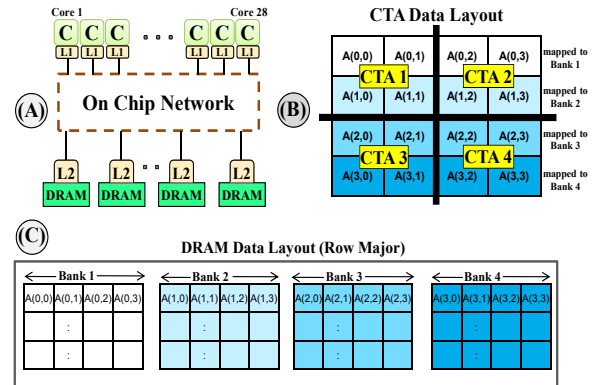 Core 1 Core 28
C C C C C C
L1 L1 L1 L1 L1 L1
(A) On Chip Network
L2 L2 L2 L2
DRAM DRAM DRAM DRAM
(B) CTA Data Layout
A(0,0) A(0,1) A(0,2) A(0,3) mapped to Bank 1
CTA 1 CTA 2
A(1,0) A(1,1) A(1,2) A(1,3) mapped to Bank 2
A(2,0) A(2,1) A(2,2) A(2,3) mapped to Bank 3
CTA 3 CTA 4
A(3,0) A(3,1) A(3,2) A(3,3) mapped to Bank 4
(C) DRAM Data Layout (Row Major)
Bank 1 Bank 2 Bank 3 Bank 4
A(0,0) A(0,1) A(0,2) A(0,3) A(1,0) A(1,1) A(1,2) A(1,3) A(2,0) A(2,1) A(2,2) A(2,3) A(3,0) A(3,1) A(3,2) A(3,3)
: : : :
: : : :